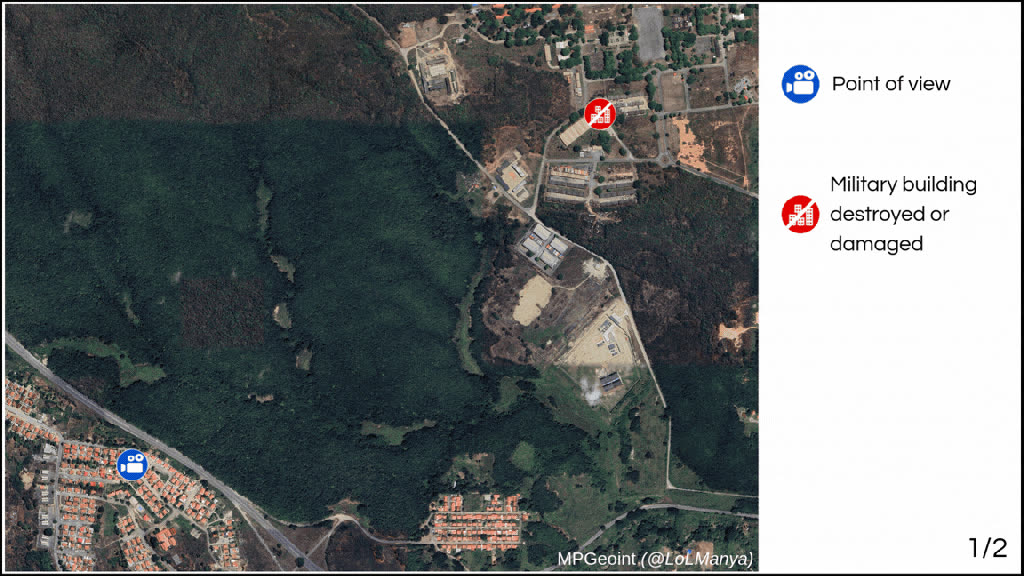 Point of view
Military building
destroyed or
damaged
MPGeoint (@LoLManya)
1/2